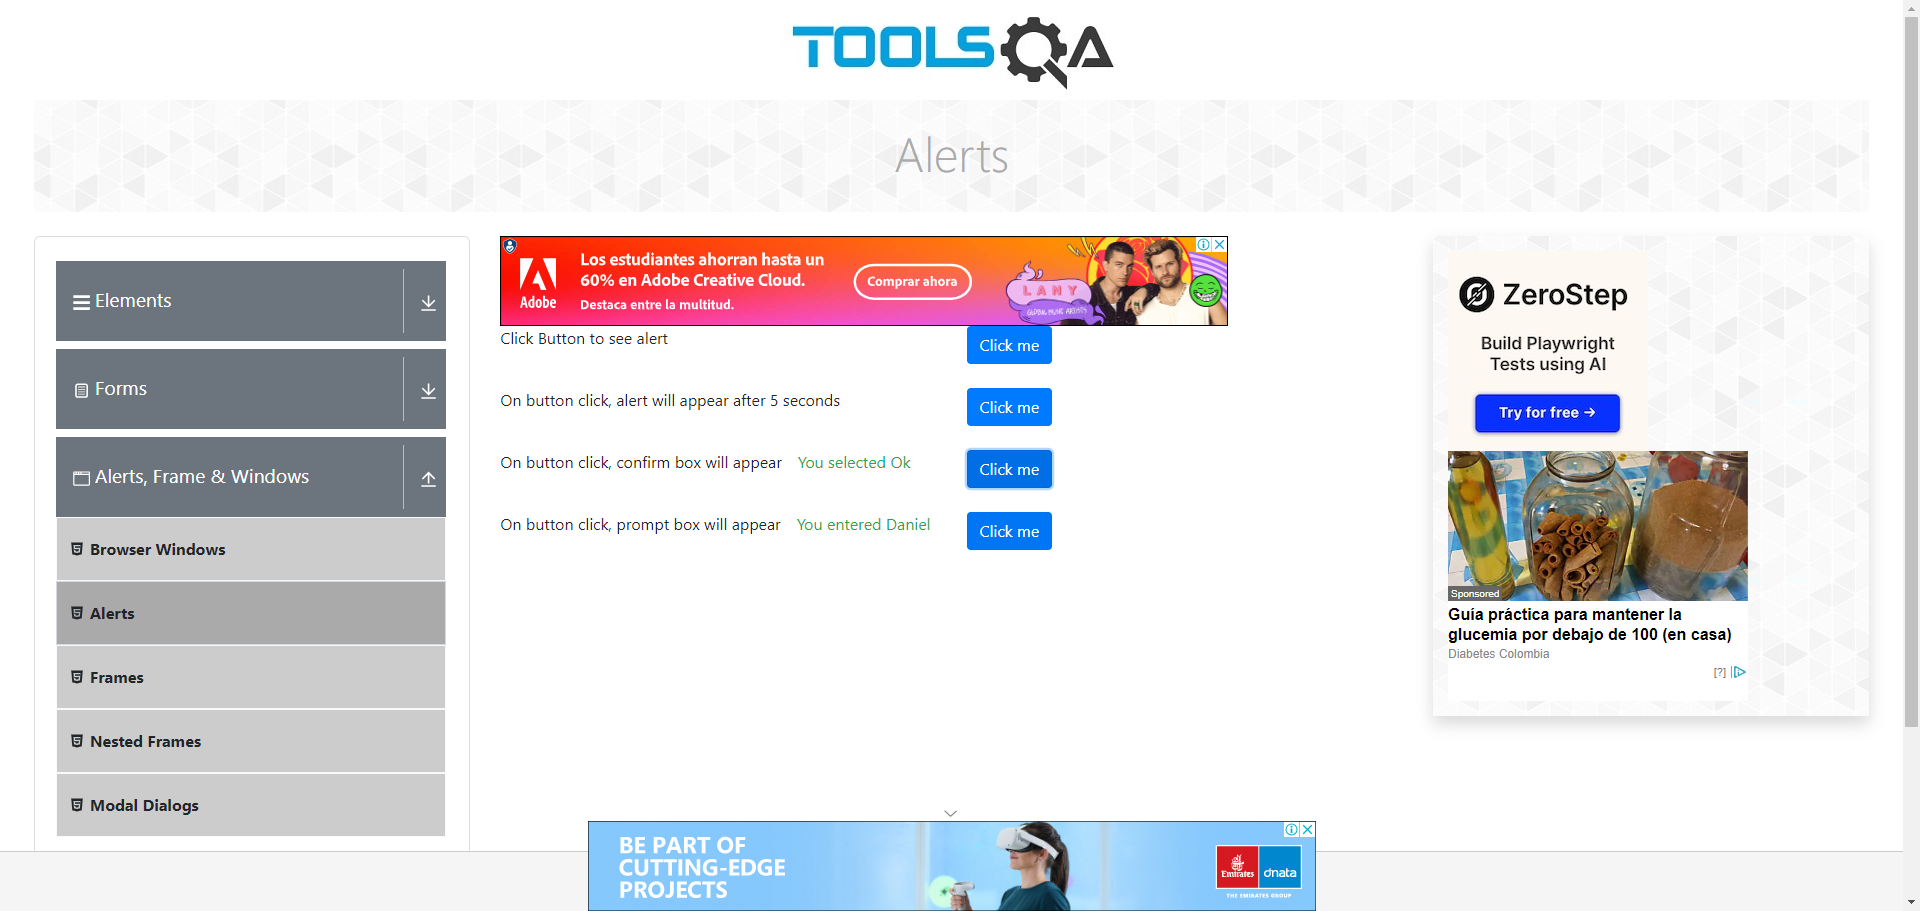 TOOLSQA
Alerts
Elements
Forms
Alerts, Frame & Windows
Browser Windows
Alerts
Frames
Nested Frames
Modal Dialogs
Adobe
Los estudiantes ahorran hasta un
60% en Adobe Creative Cloud.
Destaca entre la multitud.
Comprar ahora
LANY
GLOBAL MUSIC ARTISTS
Click Button to see alert
Click me
On button click, alert will appear after 5 seconds
Click me
On button click, confirm box will appear You selected Ok
Click me
On button click, prompt box will appear You entered Daniel
Click me
ZeroStep
Build Playwright
Tests using AI
Try for free →
Sponsored
Guía práctica para mantener la
glucemia por debajo de 100 (en casa)
Diabetes Colombia
[?]
BE PART OF
CUTTING-EDGE
PROJECTS
Emirates
dnata
THE EMIRATES GROUP